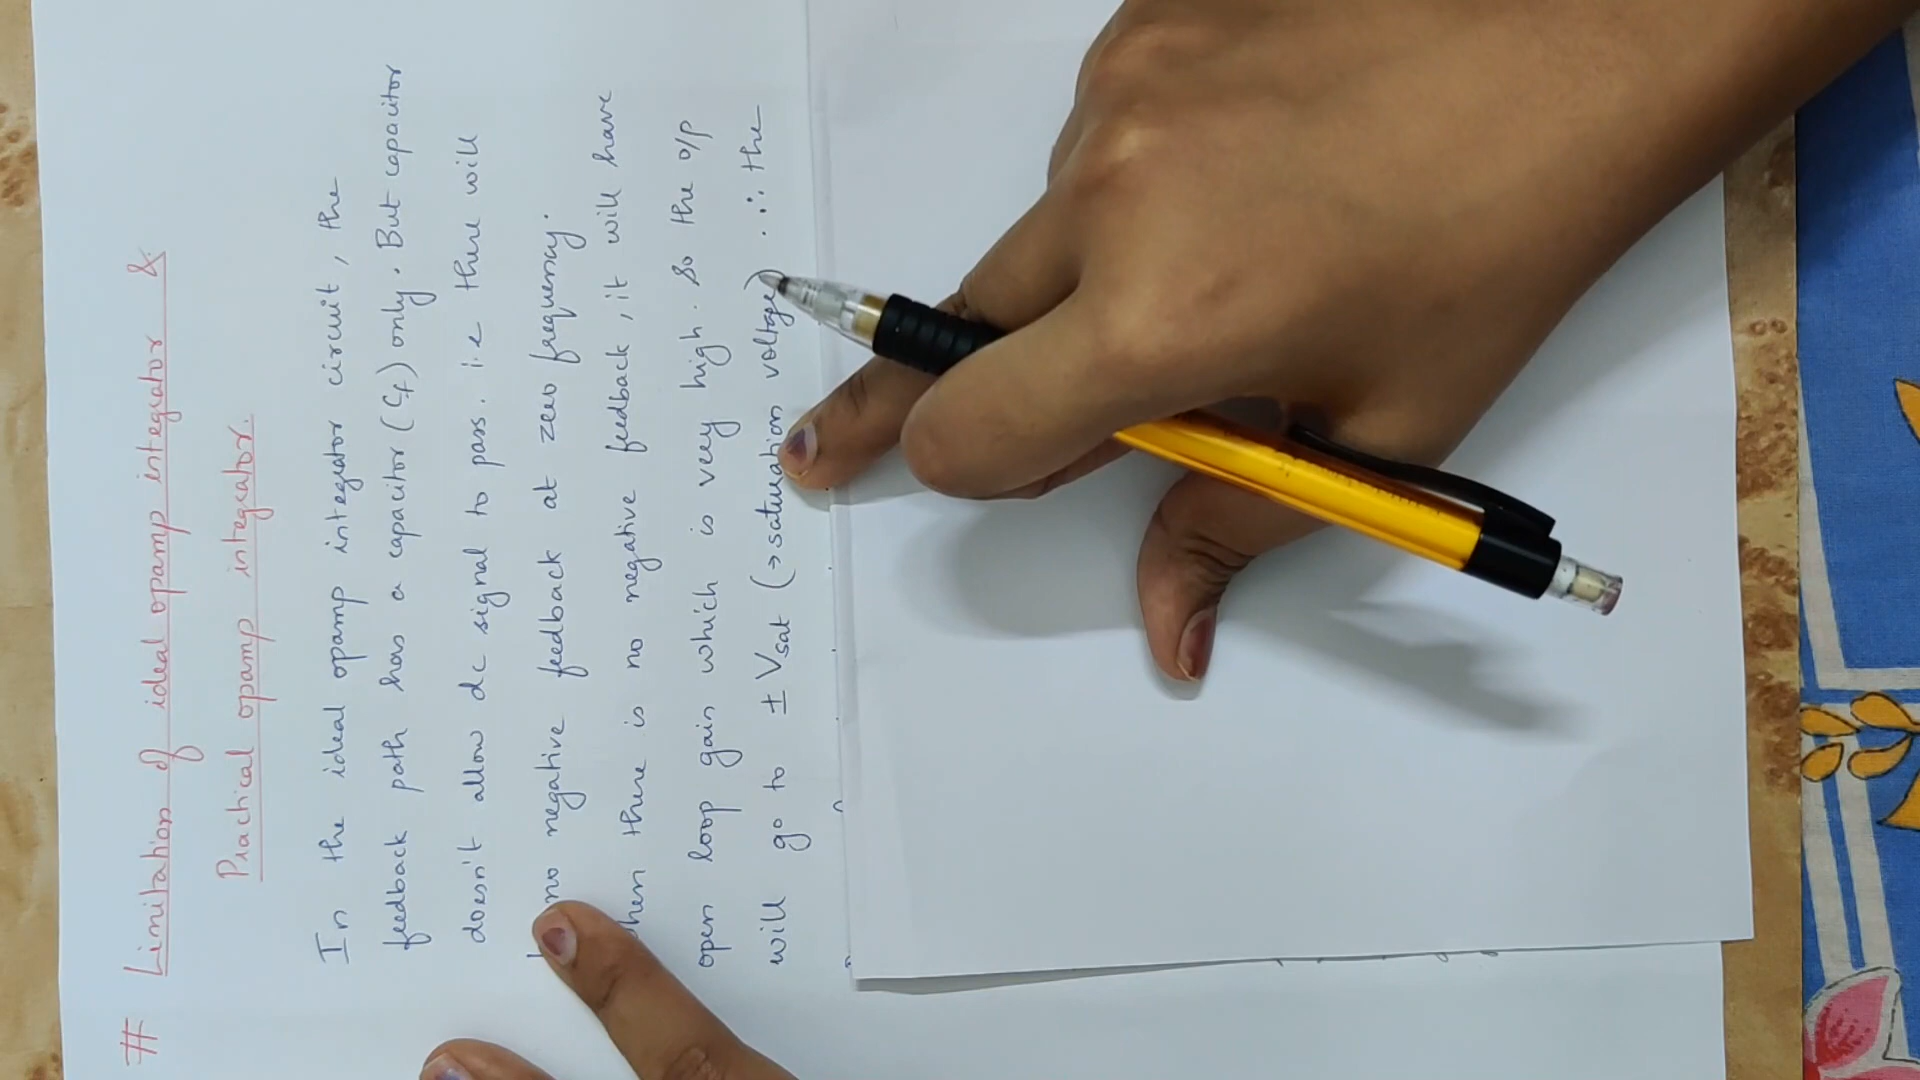 # Limitation of ideal opamp integrator &
Practical opamp integrator.
In the ideal opamp integrator circuit, the
feedback path has a capacitor (Cf) only. But capacitor
doesn't allow dc signal to pass. i.e there will
no negative feedback at zero frequency.
when there is no negative feedback, it will have
open loop gain which is very high. So the o/p
will go to ± Vsat (→ saturation voltage) ∴ the